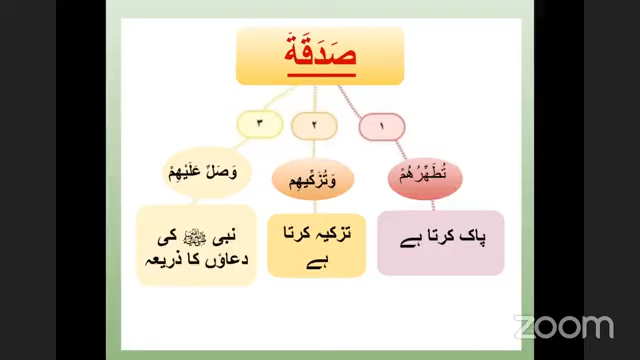 صَدَقَةً
١
٢
٣
تُطَهِّرُهُمْ
وَتُزَكِّيهِم
وَصَلِّ عَلَيْهِمْ
پاک کرتا ہے
تزکیہ کرتا
ہے
نبی ﷺ کی
دعاؤں کا ذریعہ
zoom